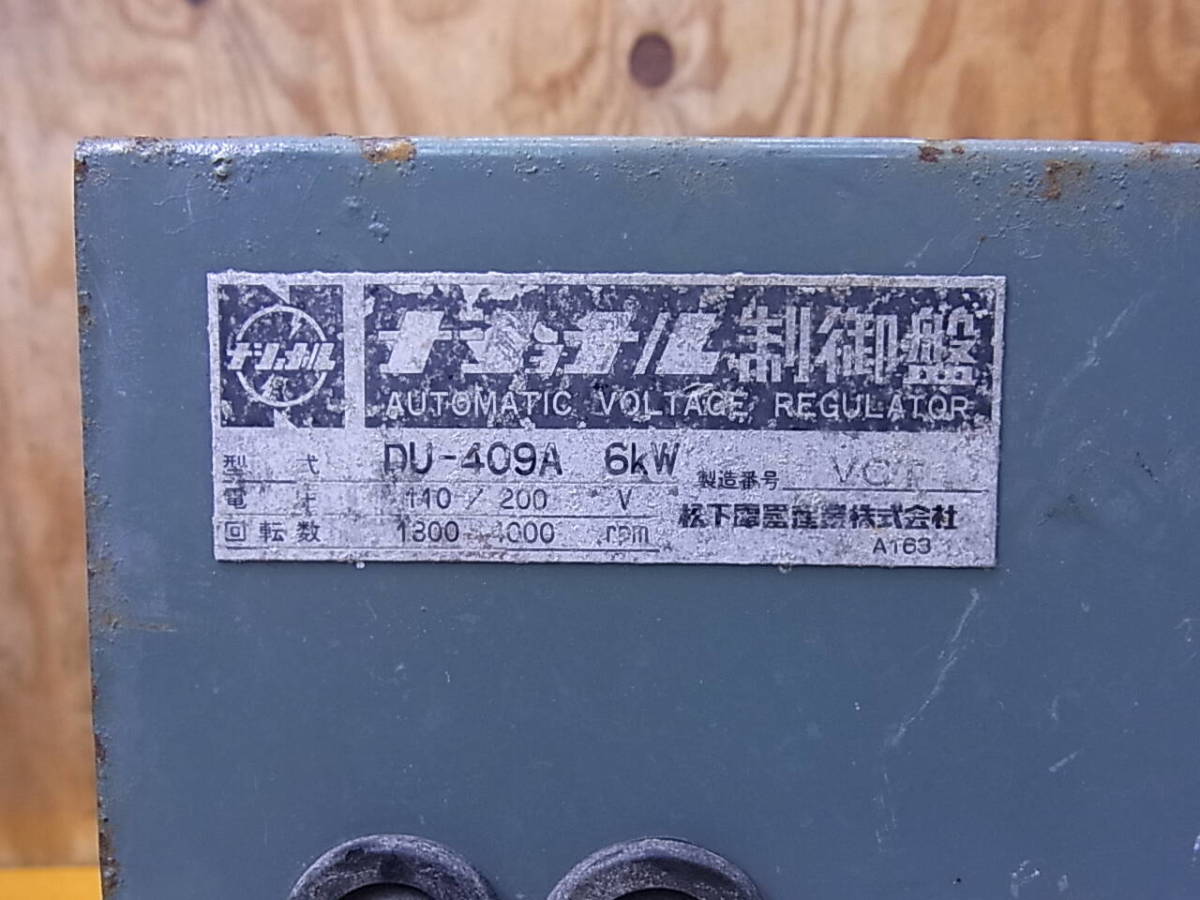 ナショナル
ナショナル制御盤
AUTOMATIC VOLTAGE REGULATOR
型式 DU-409A 6kW
製造番号
電圧 110 / 200 V
回転数 1800 4000 rpm
松下電器産業株式会社
A163